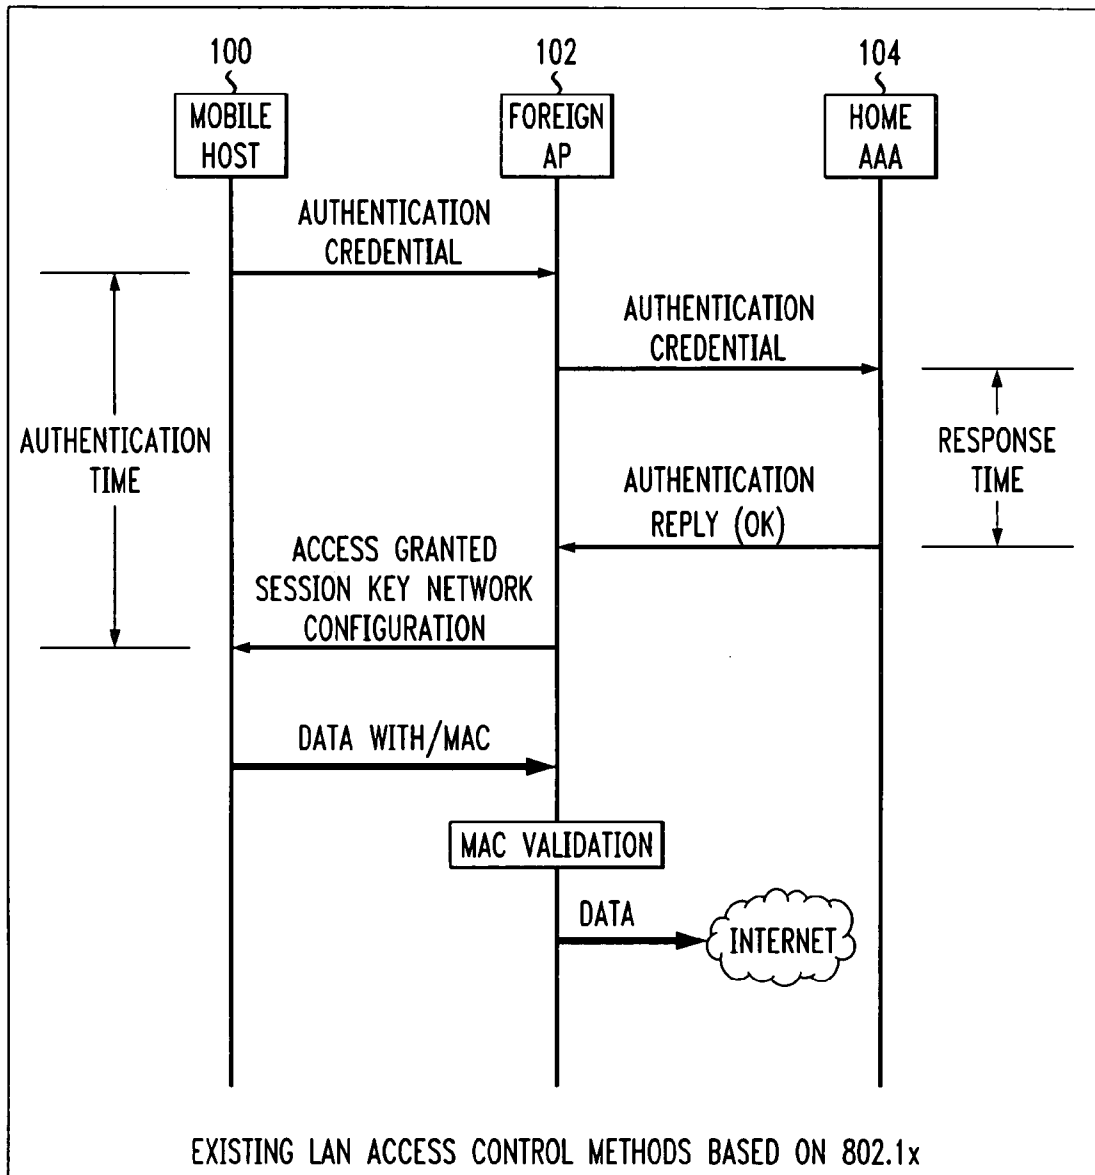 100
102
104
MOBILE
HOST
FOREIGN
AP
HOME
AAA
AUTHENTICATION
CREDENTIAL
AUTHENTICATION
CREDENTIAL
AUTHENTICATION
TIME
RESPONSE
TIME
AUTHENTICATION
REPLY (OK)
ACCESS GRANTED
SESSION KEY NETWORK
CONFIGURATION
DATA WITH/MAC
MAC VALIDATION
DATA
INTERNET
EXISTING LAN ACCESS CONTROL METHODS BASED ON 802.1x